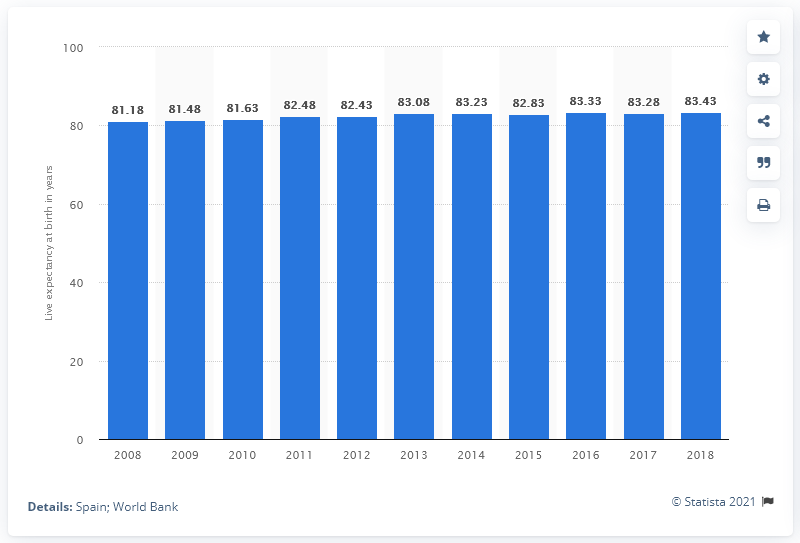 100
80
60
40
20
0
Live expectancy at birth in years
81.18 81.48 81.63 82.48 82.43 83.08 83.23 82.83 83.33 83.28 83.43
2008 2009 2010 2011 2012 2013 2014 2015 2016 2017 2018
Details: Spain; World Bank
© Statista 2021